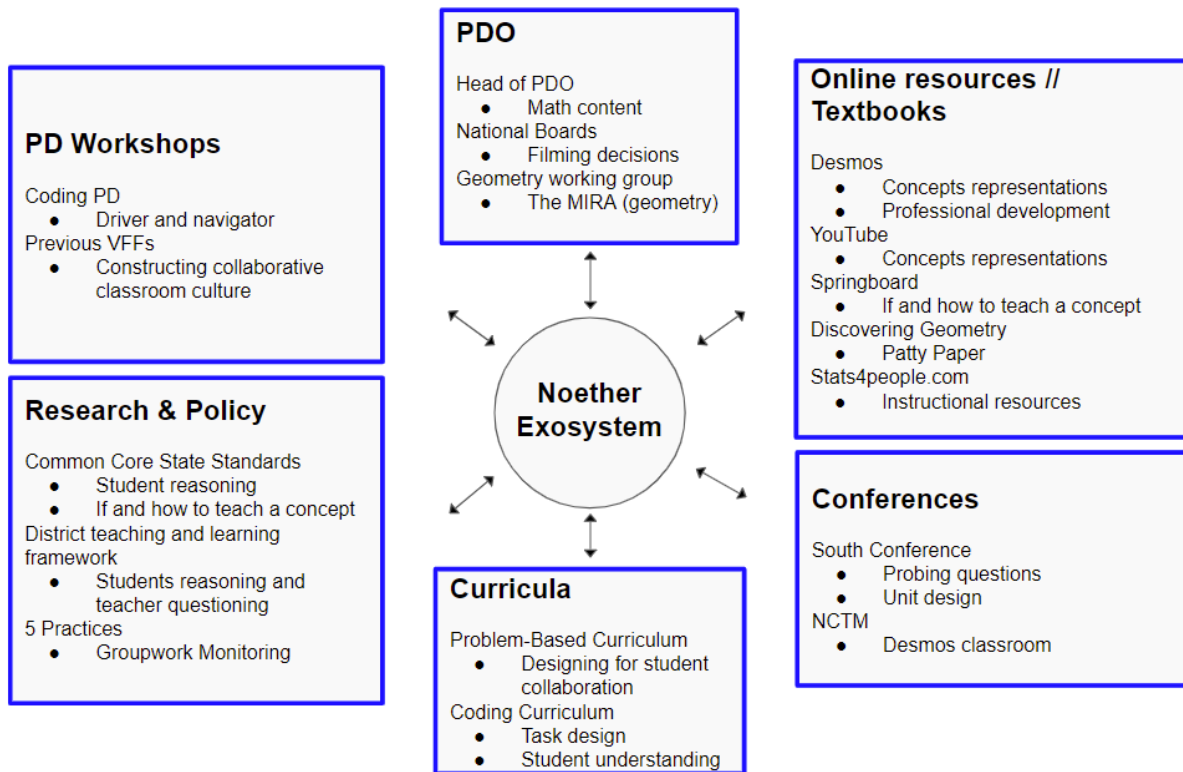 PDO
Head of PDO
● Math content
National Boards
● Filming decisions
Geometry working group
● The MIRA (geometry)
PD Workshops
Coding PD
● Driver and navigator
Previous VFFs
● Constructing collaborative
classroom culture
Online resources //
Textbooks
Desmos
● Concepts representations
● Professional development
YouTube
● Concepts representations
Springboard
● If and how to teach a concept
Discovering Geometry
● Patty Paper
Stats4people.com
● Instructional resources
Noether
Exosystem
Research & Policy
Common Core State Standards
● Student reasoning
● If and how to teach a concept
District teaching and learning
framework
● Students reasoning and
teacher questioning
5 Practices
● Groupwork Monitoring
Curricula
Problem-Based Curriculum
● Designing for student
collaboration
Coding Curriculum
● Task design
● Student understanding
Conferences
South Conference
● Probing questions
● Unit design
NCTM
● Desmos classroom